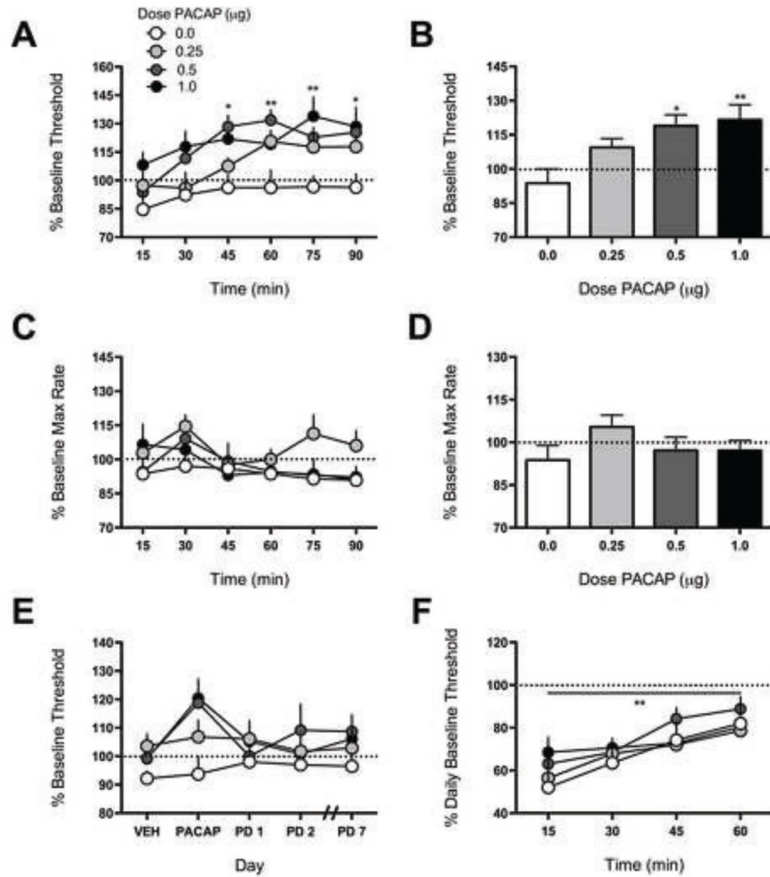 Dose PACAP (µg)
0.0
0.25
0.5
1.0
A
% Baseline Threshold
160
145
130
115
100
85
70
* ** ** *
15 30 45 60 75 90
Time (min)
B
% Baseline Threshold
145
130
115
100
85
70
* **
0.0 0.25 0.5 1.0
Dose PACAP (µg)
C
% Baseline Max Rate
145
130
115
100
85
70
15 30 45 60 75 90
Time (min)
D
% Baseline Max Rate
130
115
100
85
70
0.0 0.25 0.5 1.0
Dose PACAP (µg)
E
% Baseline Threshold
140
130
120
110
100
90
80
VEH PACAP PD 1 PD 2 PD 7
Day
F
% Daily Baseline Threshold
120
100
80
60
40
**
15 30 45 60
Time (min)